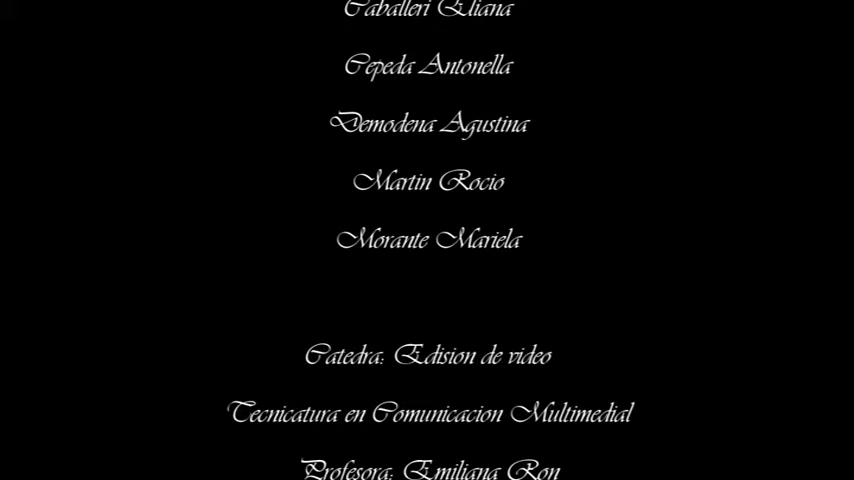 Caballeri Eliana
Cepeda Antonella
Demodena Agustina
Martin Rocio
Morante Mariela
Catedra: Edision de video
Tecnicatura en Comunicacion Multimedial
Profesora: Emiliana Ron